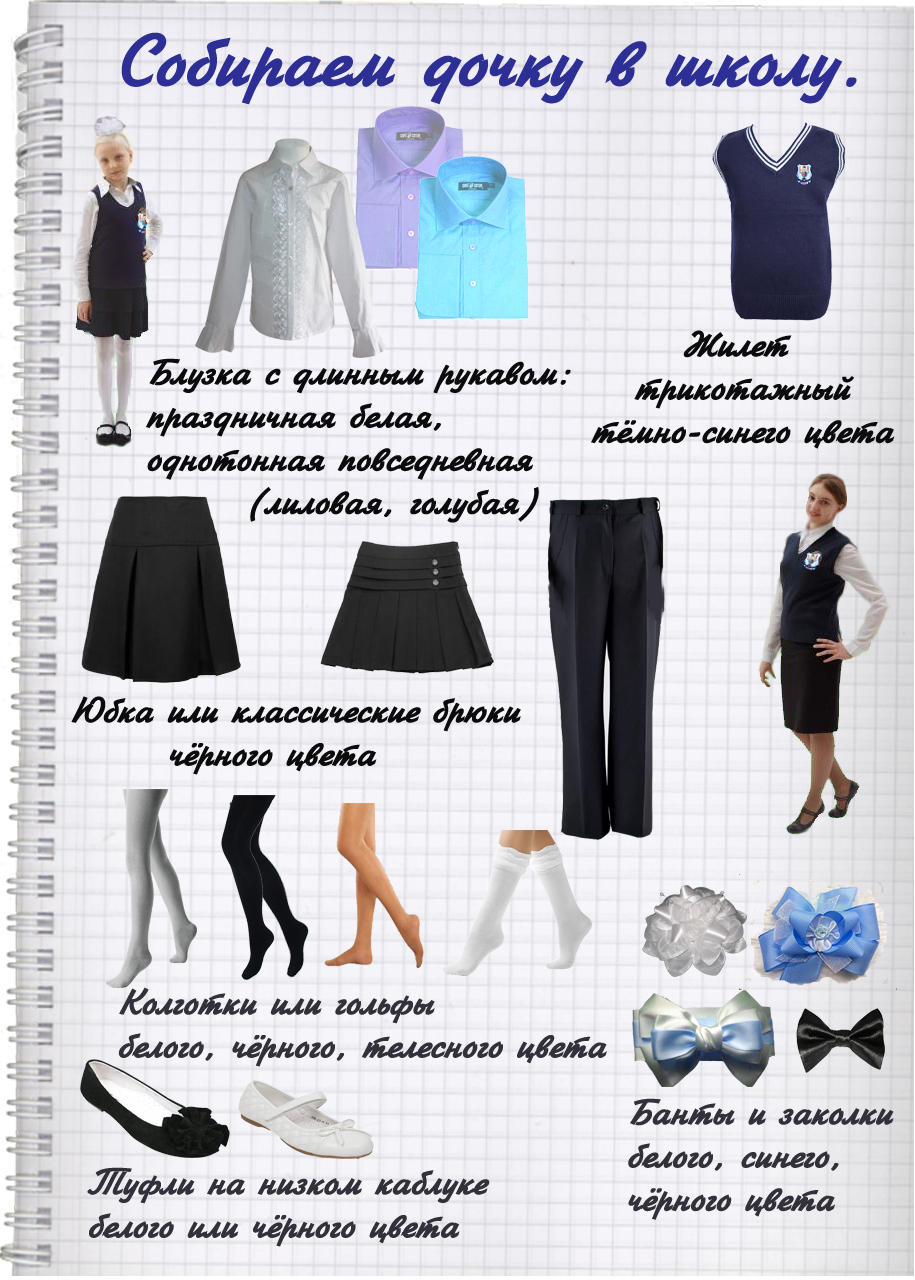 Собираем дочку в школу.
Блузка с длинным рукавом:
праздничная белая,
однотонная повседневная
(лиловая, голубая)
Жилет
трикотажный
тёмно-синего цвета
Юбка или классические брюки
чёрного цвета
Колготки или гольфы
белого, чёрного, телесного цвета
Банты и заколки
белого, синего,
чёрного цвета
Туфли на низком каблуке
белого или чёрного цвета